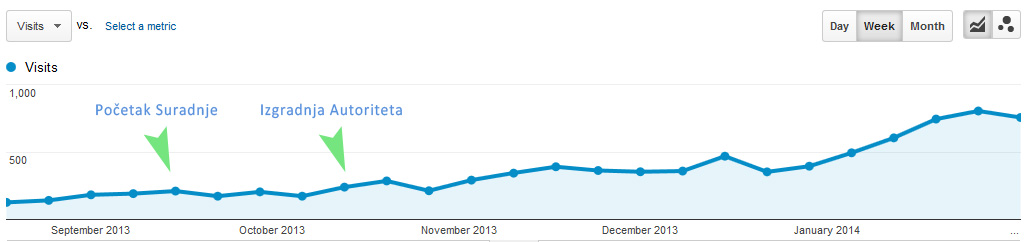 Visits vs. Select a metric Day Week Month
Visits
1,000
Početak Suradnje Izgradnja Autoriteta
500
September 2013 October 2013 November 2013 December 2013 January 2014 ...